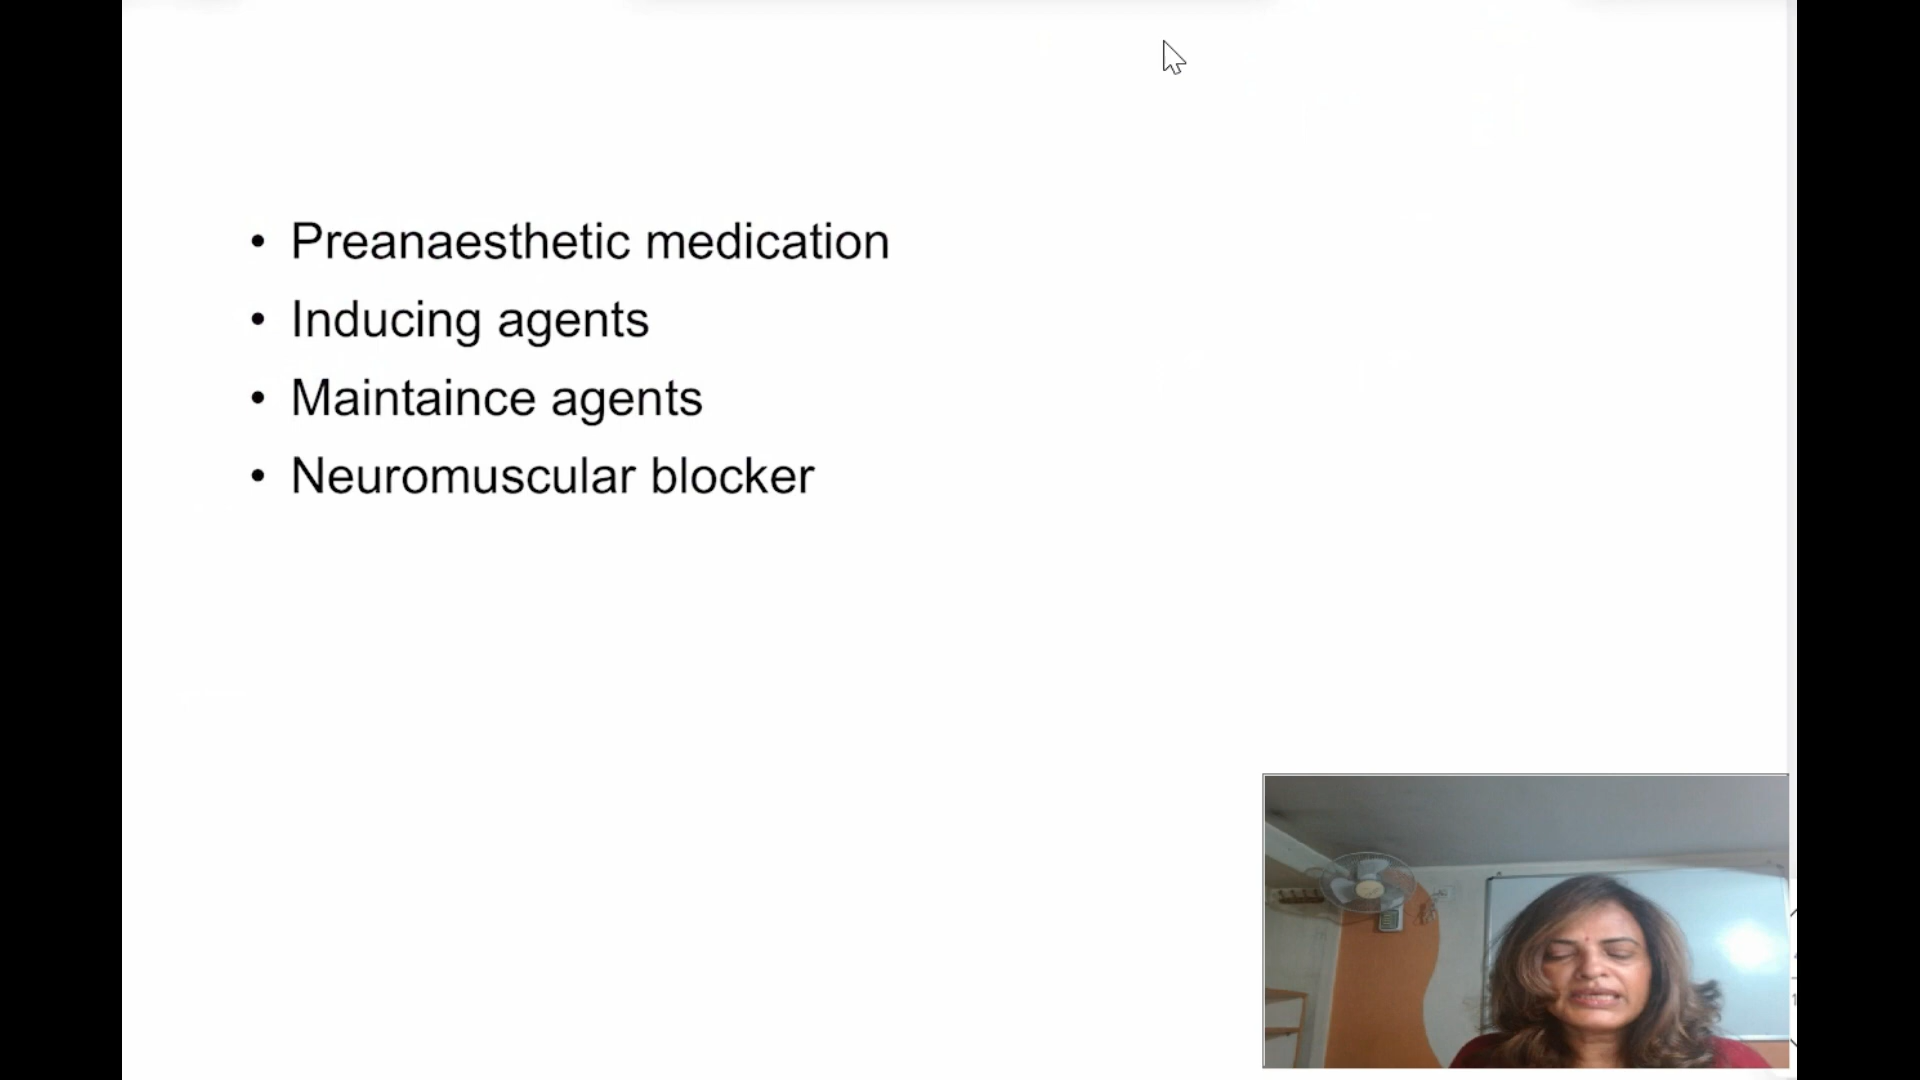 • Preanaesthetic medication
• Inducing agents
• Maintaince agents
• Neuromuscular blocker